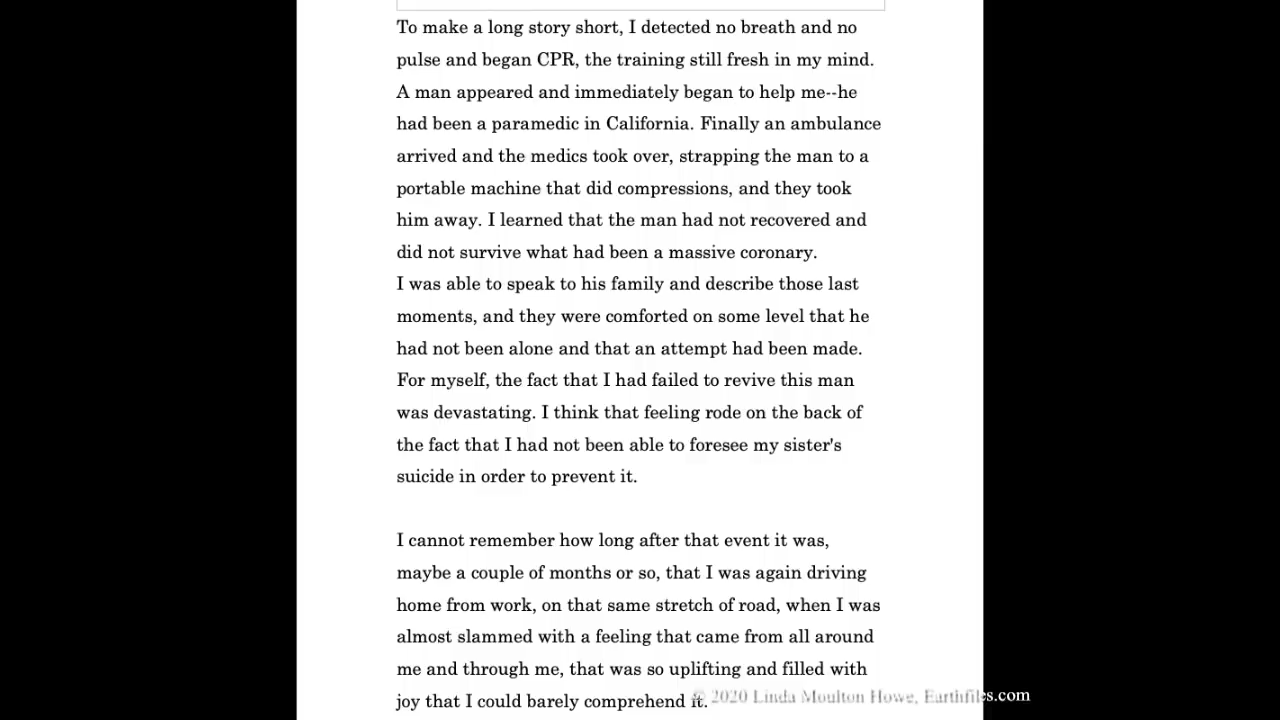 To make a long story short, I detected no breath and no
pulse and began CPR, the training still fresh in my mind.
A man appeared and immediately began to help me--he
had been a paramedic in California. Finally an ambulance
arrived and the medics took over, strapping the man to a
portable machine that did compressions, and they took
him away. I learned that the man had not recovered and
did not survive what had been a massive coronary.
I was able to speak to his family and describe those last
moments, and they were comforted on some level that he
had not been alone and that an attempt had been made.
For myself, the fact that I had failed to revive this man
was devastating. I think that feeling rode on the back of
the fact that I had not been able to foresee my sister's
suicide in order to prevent it.
I cannot remember how long after that event it was,
maybe a couple of months or so, that I was again driving
home from work, on that same stretch of road, when I was
almost slammed with a feeling that came from all around
me and through me, that was so uplifting and filled with
joy that I could barely comprehend it.
© 2020 Linda Moulton Howe, Earthfiles.com